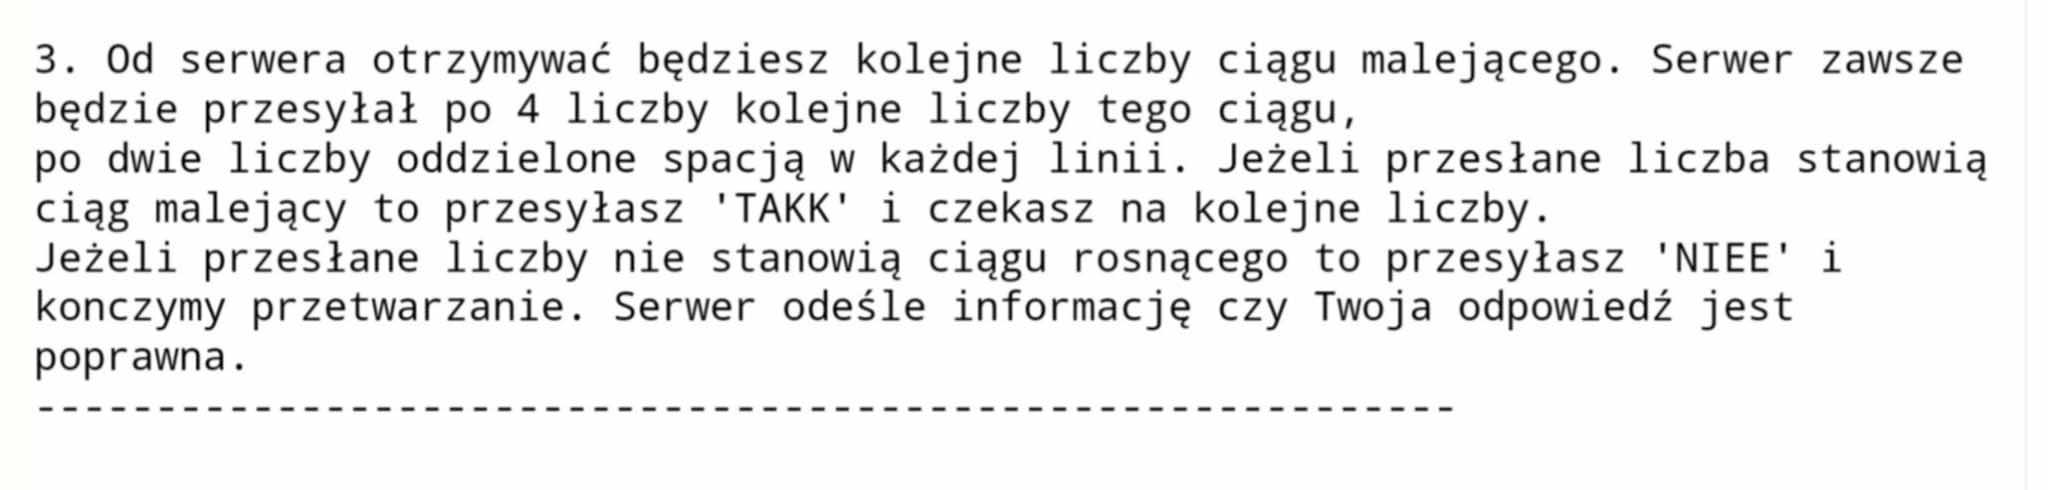 3. Od serwera otrzymywać będziesz kolejne liczby ciągu malejącego. Serwer zawsze
będzie przesyłał po 4 liczby kolejne liczby tego ciągu,
po dwie liczby oddzielone spacją w każdej linii. Jeżeli przesłane liczba stanowią
ciąg malejący to przesyłasz 'TAKK' i czekasz na kolejne liczby.
Jeżeli przesłane liczby nie stanowią ciągu rosnącego to przesyłasz 'NIEE' i
konczymy przetwarzanie. Serwer odeśle informację czy Twoja odpowiedź jest
poprawna.
-----------------------------------------------------------